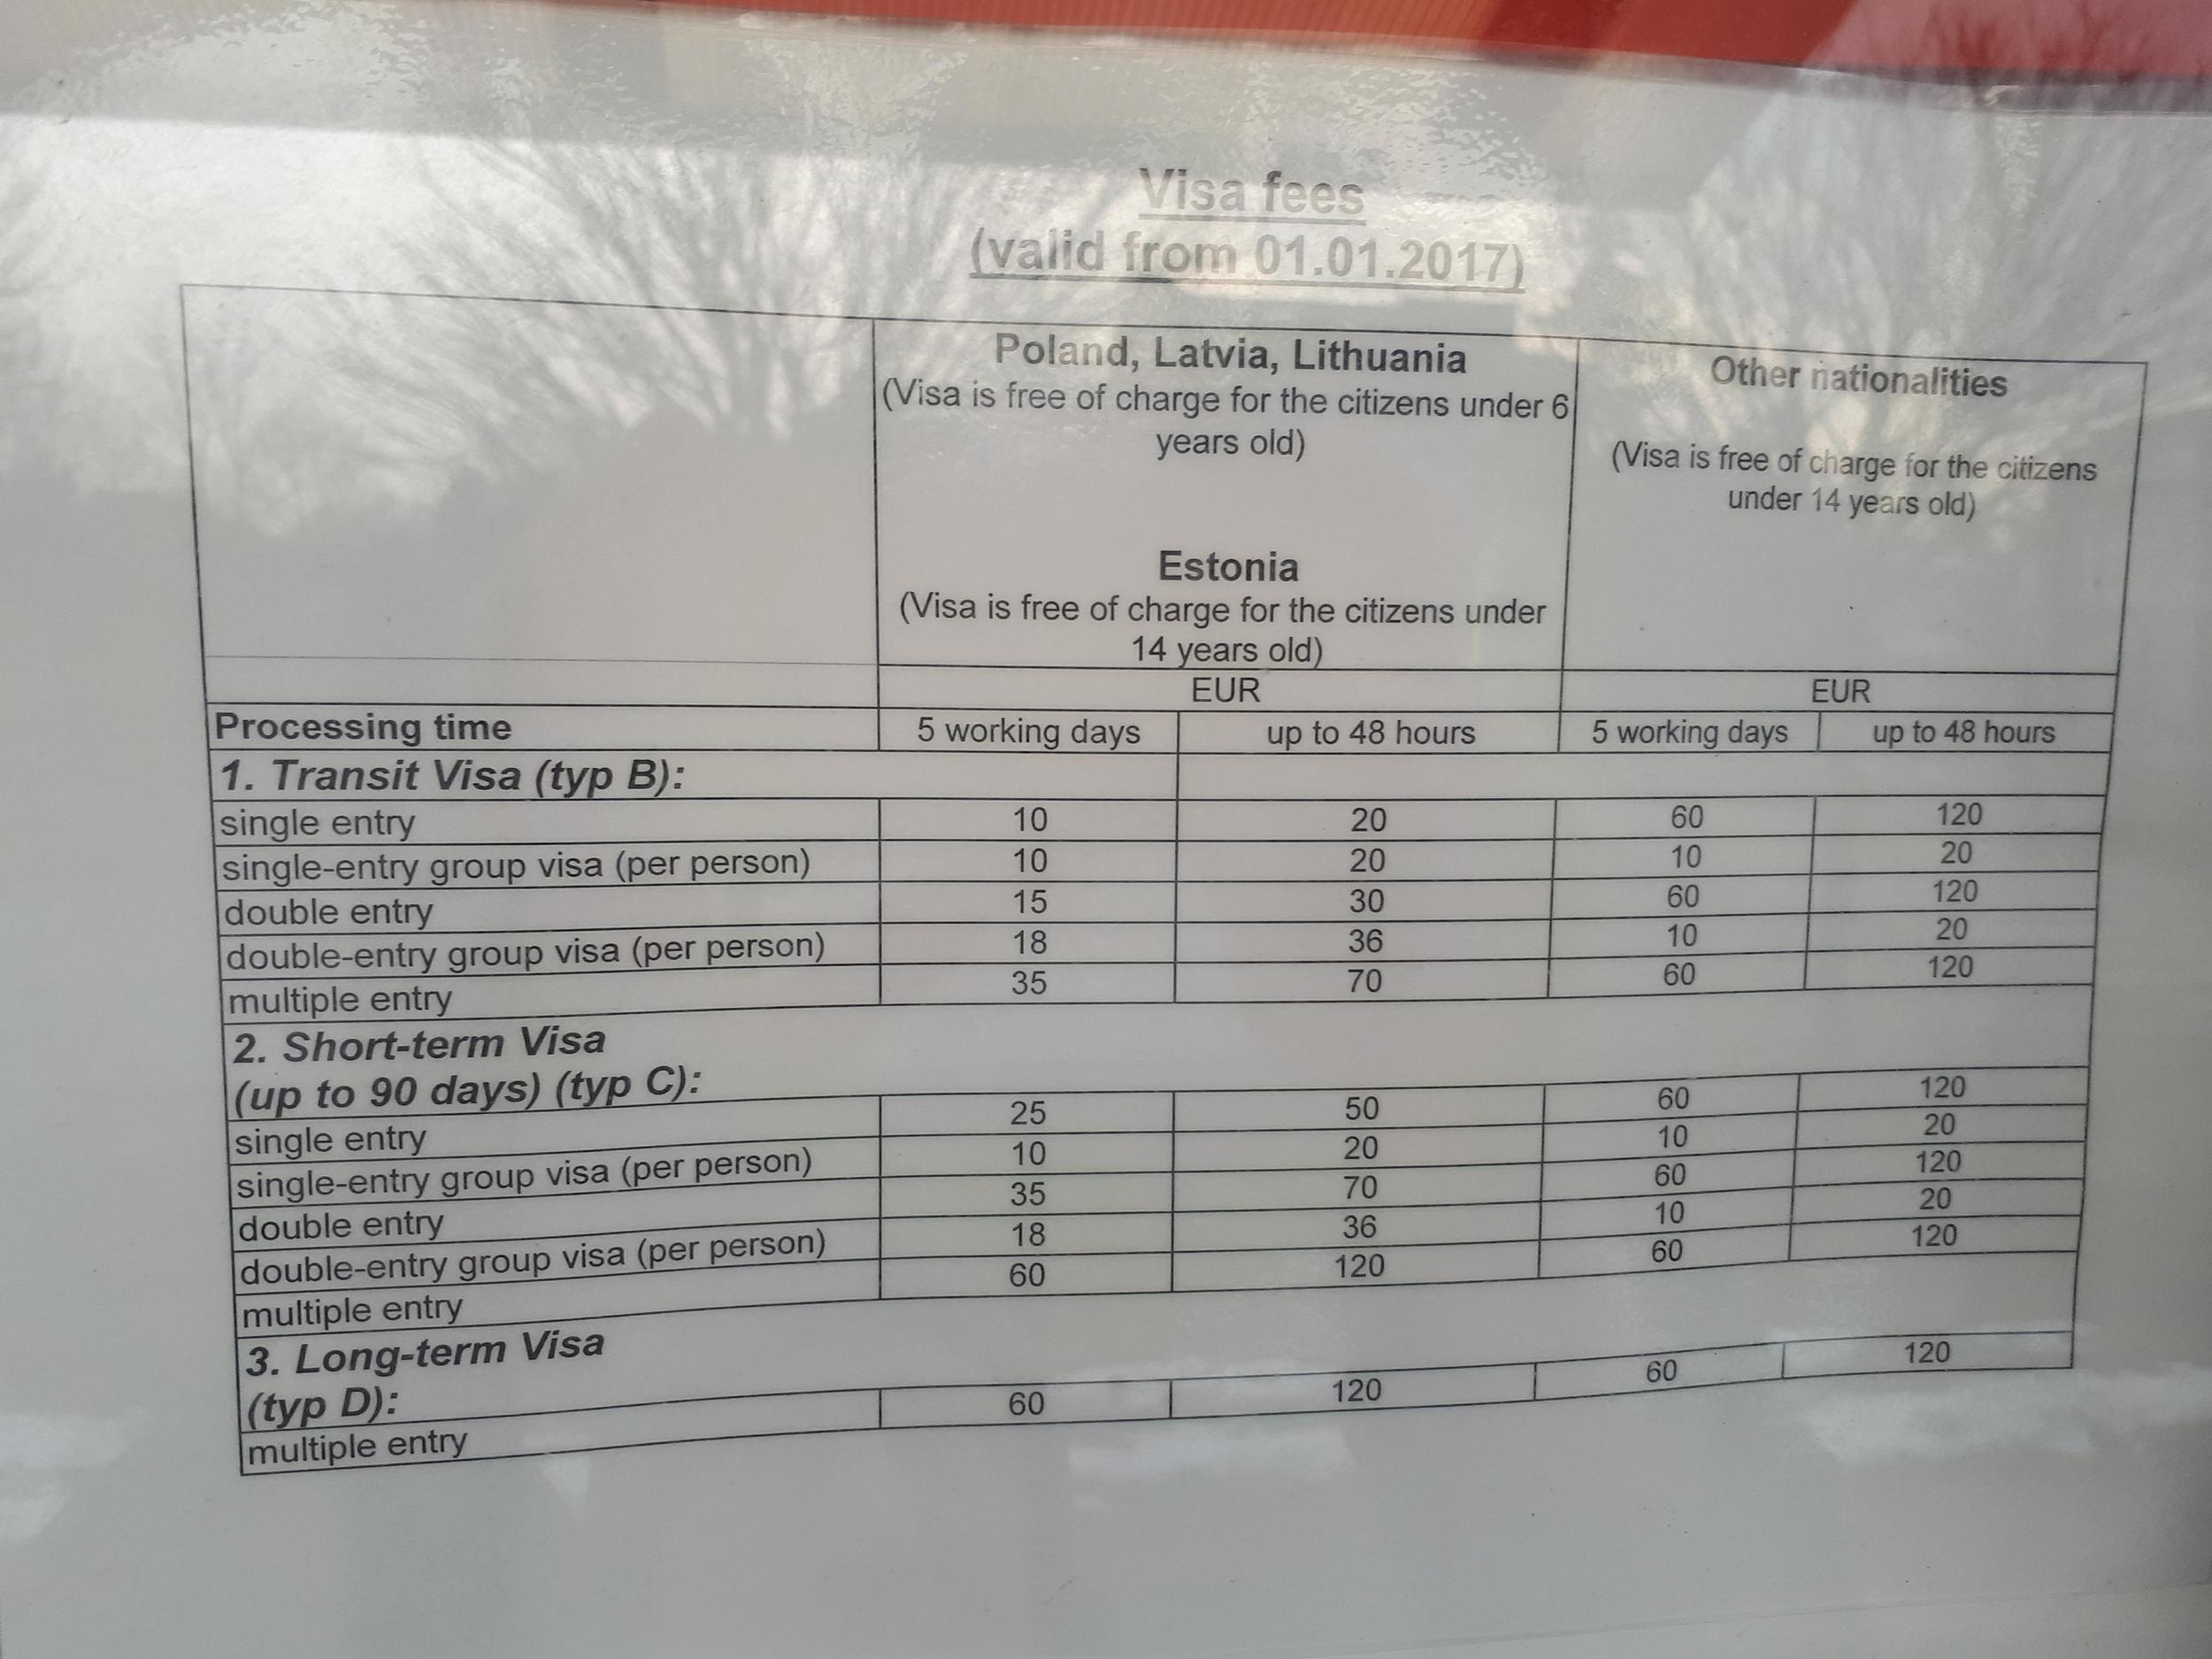 Visa fees
(valid from 01.01.2017)
Poland, Latvia, Lithuania
(Visa is free of charge for the citizens under 6
years old)
Estonia
(Visa is free of charge for the citizens under
14 years old)
Other nationalities
(Visa is free of charge for the citizens
under 14 years old)
EUR EUR
Processing time 5 working days up to 48 hours 5 working days up to 48 hours
1. Transit Visa (typ B):
single entry 10 20 60 120
single-entry group visa (per person) 10 20 10 20
double entry 15 30 60 120
double-entry group visa (per person) 18 36 10 20
multiple entry 35 70 60 120
2. Short-term Visa
(up to 90 days) (typ C):
single entry 25 50 60 120
single-entry group visa (per person) 10 20 10 20
double entry 35 70 60 120
double-entry group visa (per person) 18 36 10 20
multiple entry 60 120 60 120
3. Long-term Visa
(typ D):
multiple entry 60 120 60 120